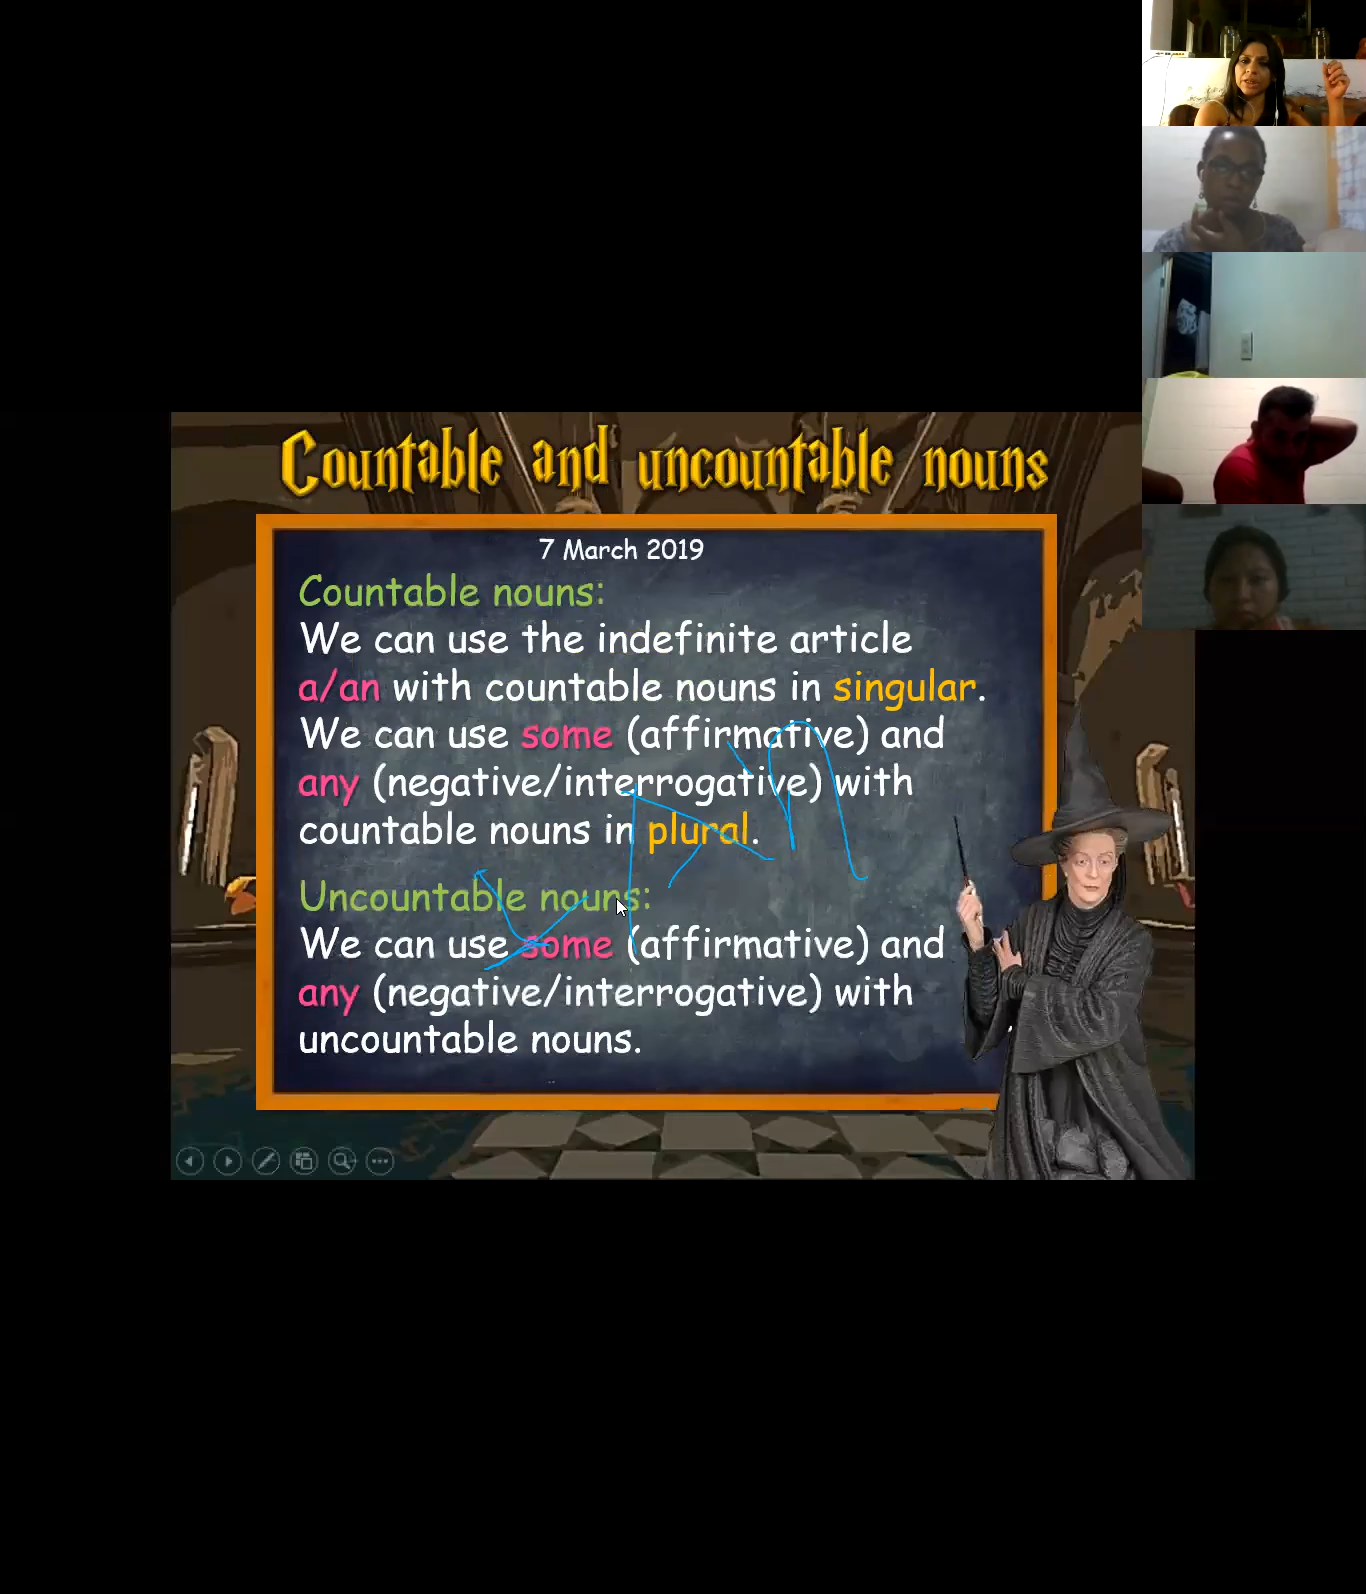 Countable and uncountable nouns
7 March 2019
Countable nouns:
We can use the indefinite article
a/an with countable nouns in singular.
We can use some (affirmative) and
any (negative/interrogative) with
countable nouns in plural.
Uncountable nouns:
We can use some (affirmative) and
any (negative/interrogative) with
uncountable nouns.